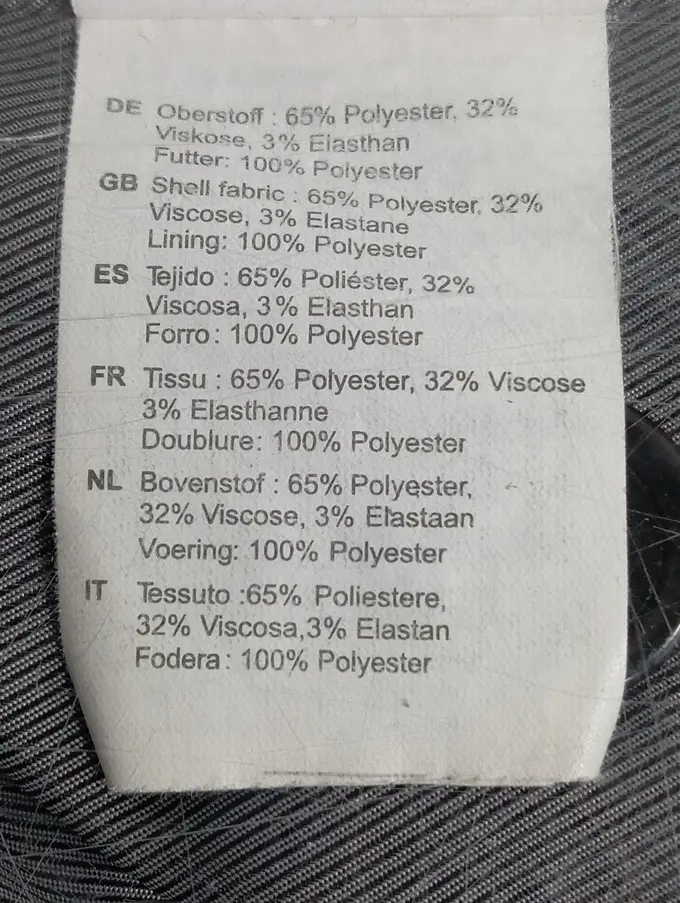 DE Oberstoff : 65% Polyester, 32%
Viskose, 3% Elasthan
Futter: 100% Polyester
GB Shell fabric : 65% Polyester, 32%
Viscose, 3% Elastane
Lining: 100% Polyester
ES Tejido : 65% Poliéster, 32%
Viscosa, 3% Elasthan
Forro: 100% Polyester
FR Tissu : 65% Polyester, 32% Viscose
3% Elasthanne
Doublure: 100% Polyester
NL Bovenstof : 65% Polyester,
32% Viscose, 3% Elastaan
Voering: 100% Polyester
IT Tessuto :65% Poliestere,
32% Viscosa,3% Elastan
Fodera: 100% Polyester